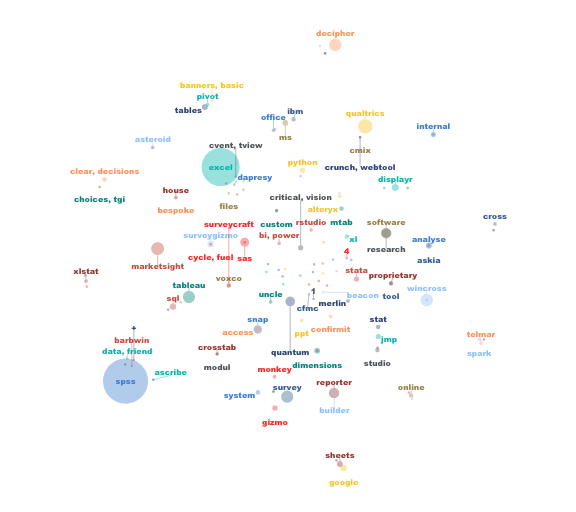 decipher
banners, basic
pivot
tables
office
ibm
ms
qualtrics
internal
asteroid
cvent, tview
cmix
excel
dapresy
python
crunch, webtool
clear, decisions
displayr
choices, tgi
house
files
critical, vision
bespoke
alteryx
cross
surveycraft
custom
rstudio
mtab
software
surveygizmo
bi, power
xl
analyse
research
cycle, fuel
sas
4
askia
marketsight
xlstat
voxco
stata
proprietary
tableau
uncle
1
beacon
tool
wincross
sql
cfmc
merlin
snap
+
access
ppt
confirmit
stat
telmar
barbwin
jmp
data, friend
crosstab
quantum
spark
modul
dimensions
studio
ascribe
monkey
spss
system
survey
reporter
online
builder
gizmo
sheets
google